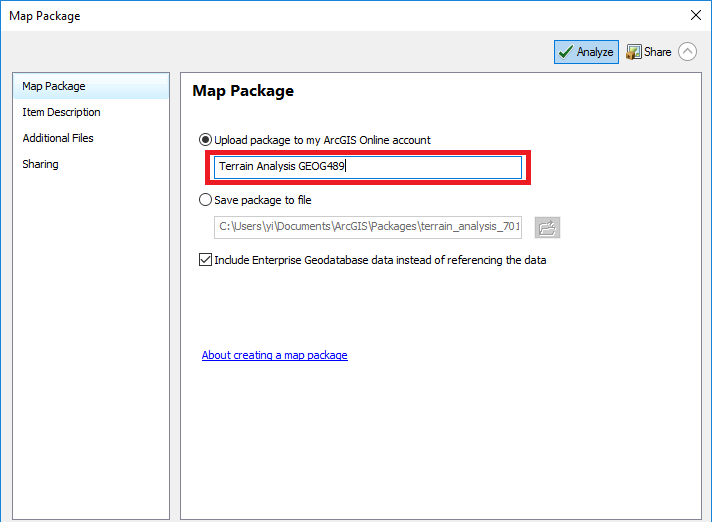 Map Package
Analyze Share
Map Package
Item Description
Additional Files
Sharing
Map Package
Upload package to my ArcGIS Online account
Terrain Analysis GEOG489
Save package to file
C:\Users\yi\Documents\ArcGIS\Packages\terrain_analysis_701
Include Enterprise Geodatabase data instead of referencing the data
About creating a map package